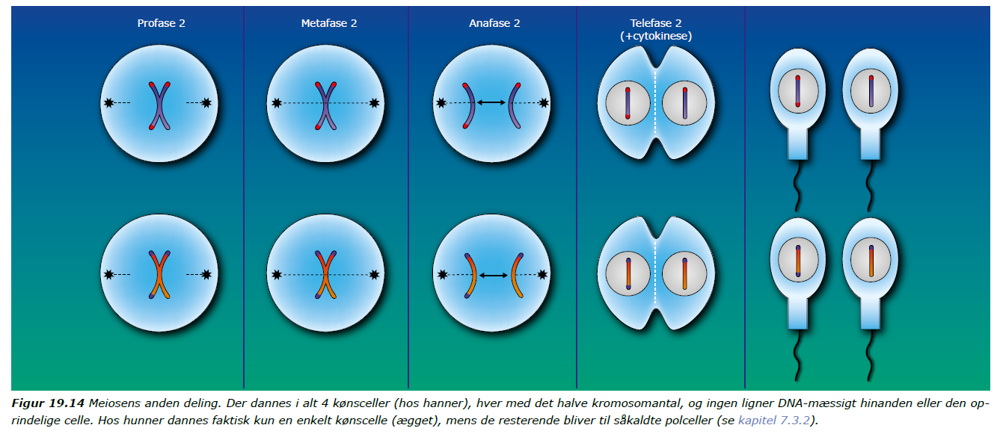 Profase 2
Metafase 2
Anafase 2
Telefase 2
(+cytokinese)
Figur 19.14 Meiosens anden deling. Der dannes i alt 4 kønsceller (hos hanner), hver med det halve kromosomantal, og ingen ligner DNA-mæssigt hinanden eller den op-
rindelige celle. Hos hunner dannes faktisk kun en enkelt kønscelle (ægget), mens de resterende bliver til såkaldte polceller (se kapitel 7.3.2).